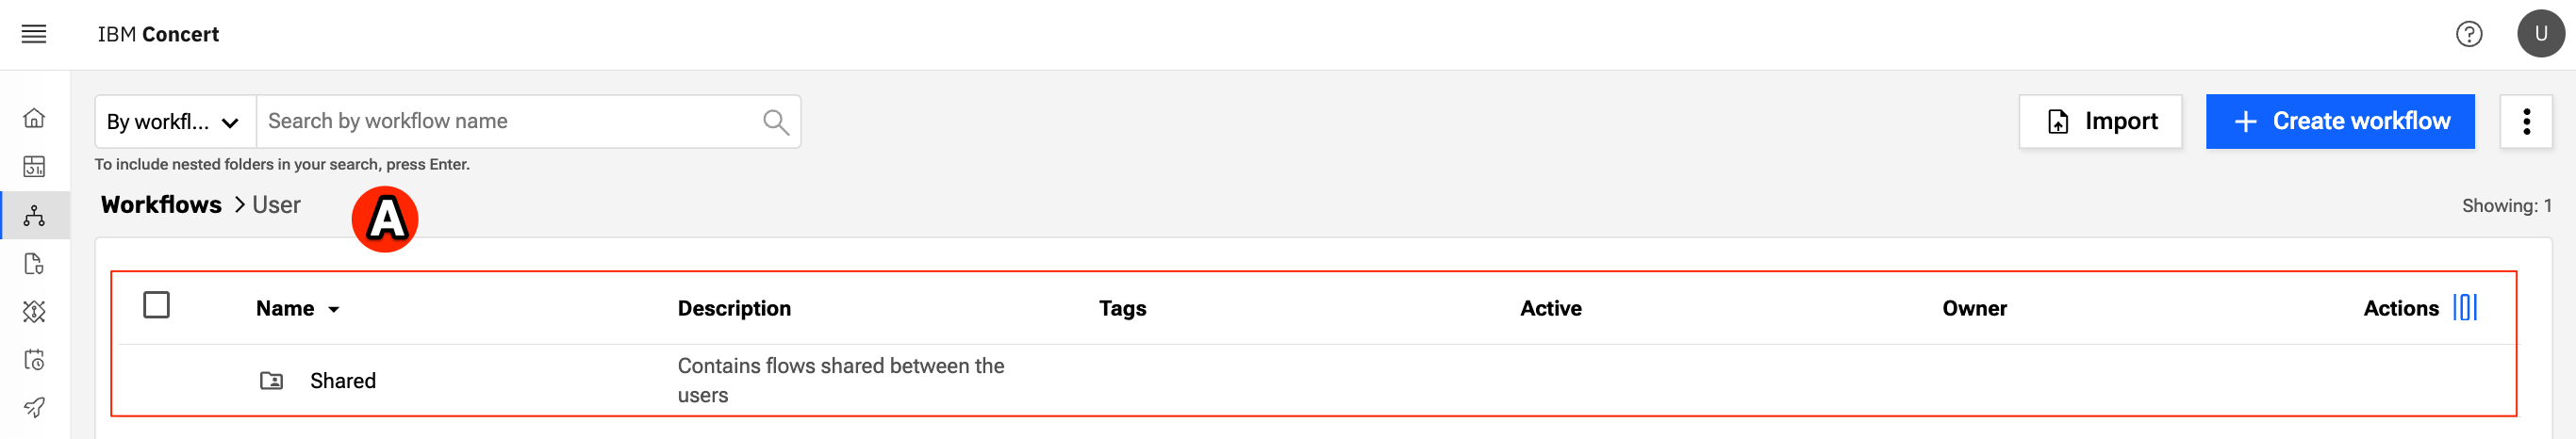 IBM Concert
U
By workfl...
Search by workflow name
Import
Create workflow
To include nested folders in your search, press Enter.
Workflows > User
A
Showing: 1
Name
Description
Tags
Active
Owner
Actions
Shared
Contains flows shared between the
users